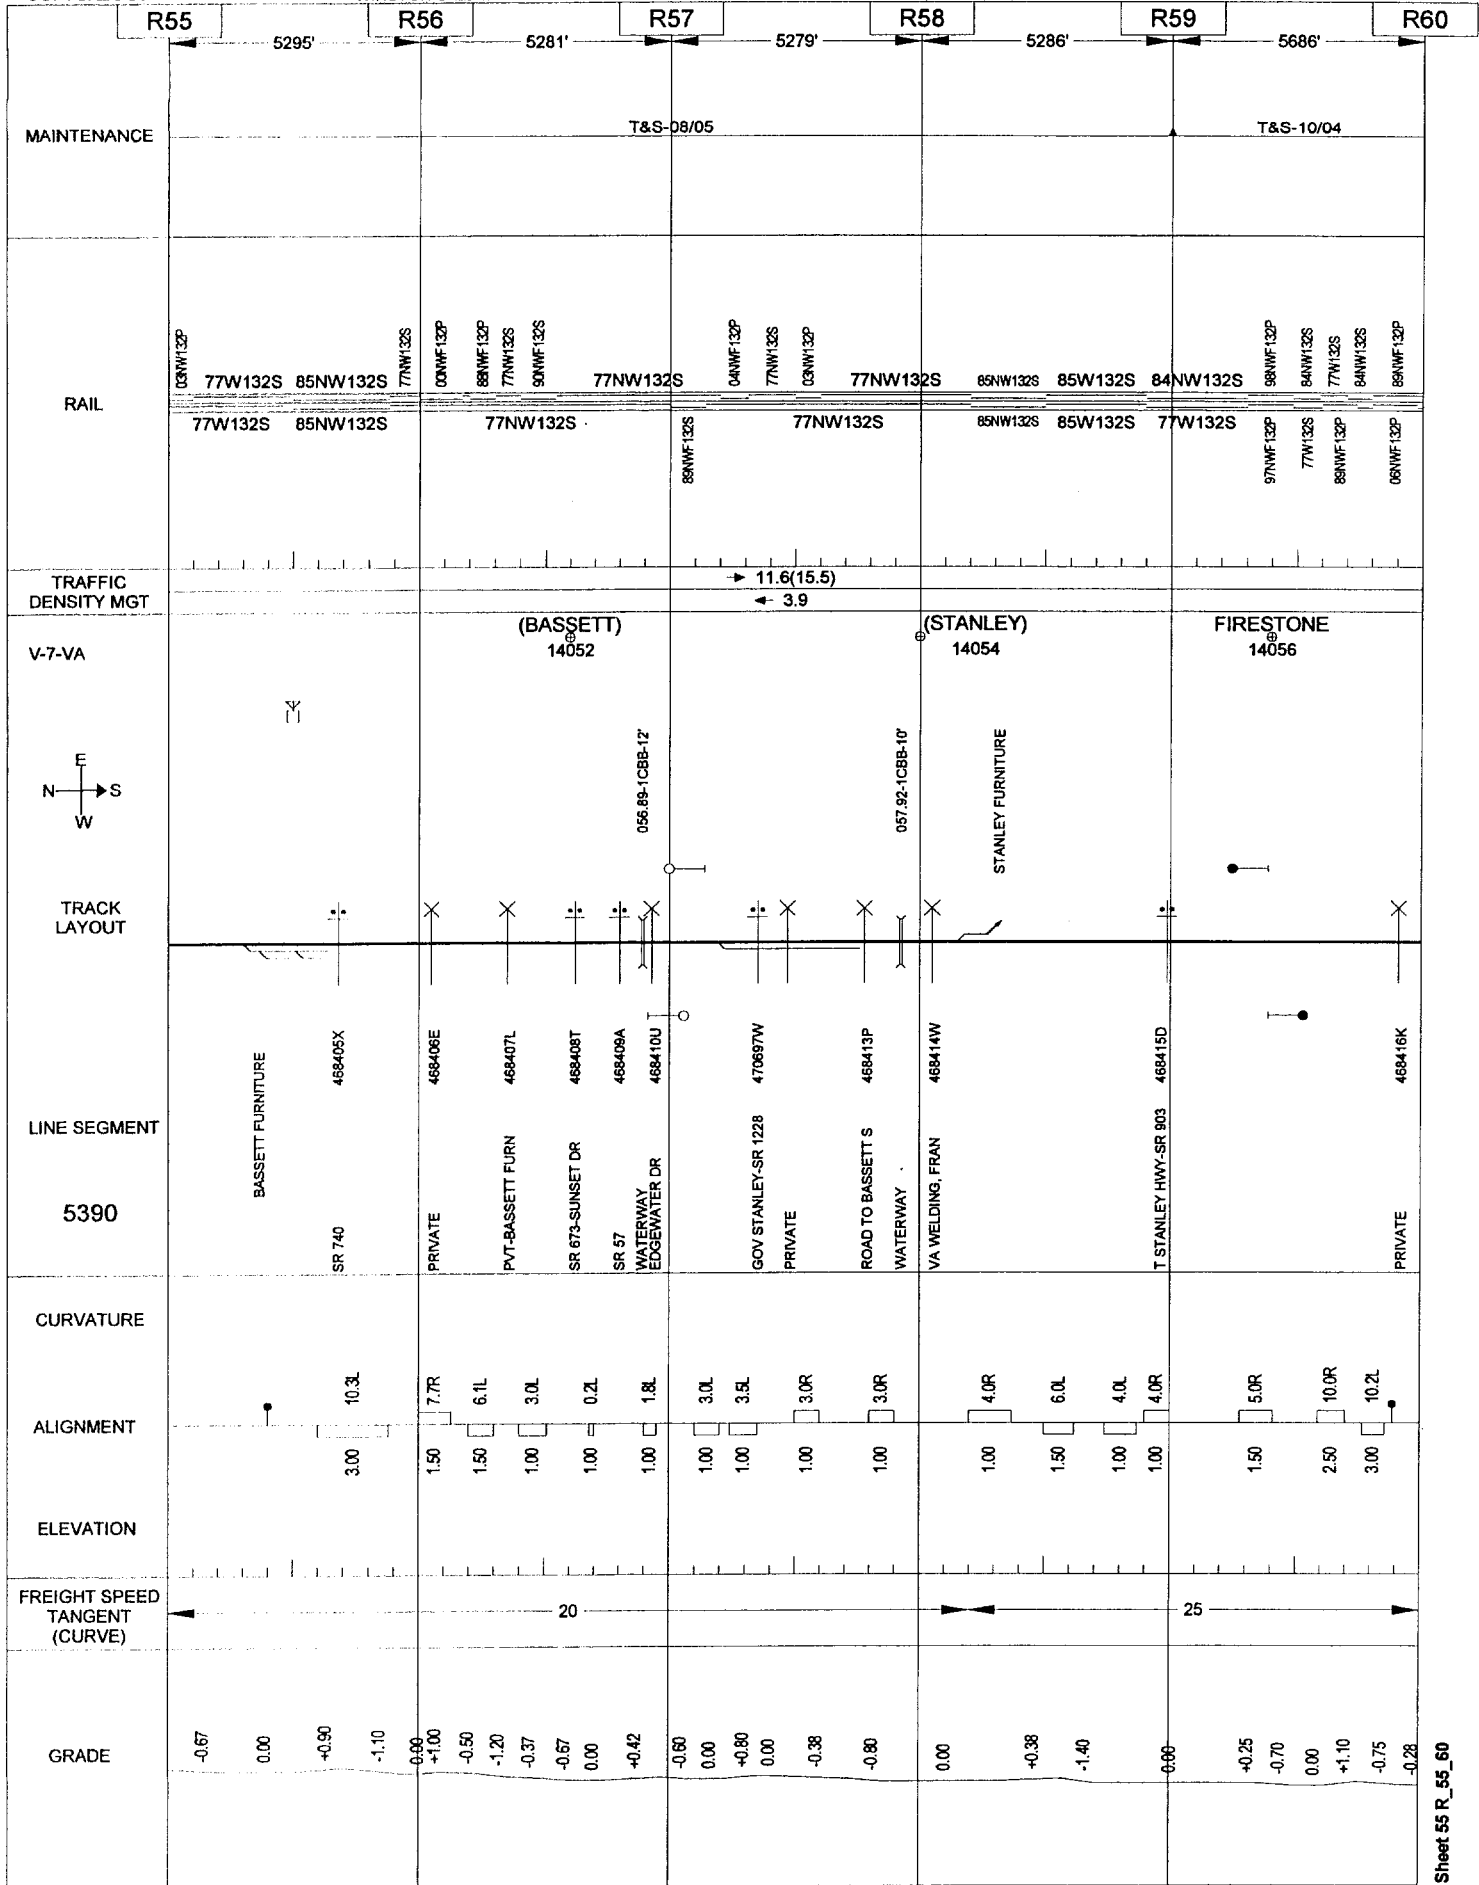 R55 R56 R57 R58 R59 R60
5295' 5281' 5279' 5286' 5686'
MAINTENANCE
T&S-08/05 T&S-10/04
RAIL
03NW132P 77W132S 85NW132S 77NW132S 00NWF132P 88NWF132P 77NW132S 90NWF132S 77NW132S 04NWF132P 77NW132S 03NW132P 77NW132S 85NW132S 85W132S 84NW132S 98NWF132P 84NW132S 77W132S 84NW132S 89NWF132P
77W132S 85NW132S 77NW132S 89NWF132S 77NW132S 85NW132S 85W132S 77W132S 97NWF132P 77W132S 89NWF132P 06NWF132P
TRAFFIC
DENSITY MGT
11.6(15.5)
3.9
V-7-VA
(BASSETT) (STANLEY) FIRESTONE
14052 14054 14056
E
N S
W
056.89-1CBB-12' 057.92-1CBB-10' STANLEY FURNITURE
TRACK
LAYOUT
LINE SEGMENT
5390
BASSETT FURNITURE
468405X 468406E 468407L 468408T 468409A 468410U 470697W 468413P 468414W 468415D 468416K
SR 740
PRIVATE
PVT-BASSETT FURN
SR 673-SUNSET DR
SR 57
WATERWAY
EDGEWATER DR
GOV STANLEY-SR 1228
PRIVATE
ROAD TO BASSETT S
WATERWAY
VA WELDING, FRAN
T STANLEY HWY-SR 903
PRIVATE
CURVATURE
10.3L 7.7R 6.1L 3.0L 0.2L 1.8L 3.0L 3.5L 3.0R 3.0R 4.0R 6.0L 4.0L 4.0R 5.0R 10.0R 10.2L
ALIGNMENT
3.00 1.50 1.50 1.00 1.00 1.00 1.00 1.00 1.00 1.00 1.00 1.50 1.00 1.00 1.50 2.50 3.00
ELEVATION
FREIGHT SPEED
TANGENT
(CURVE)
20 25
GRADE
-0.67 0.00 +0.90 -1.10 0.00 +1.00 -0.50 -1.20 -0.37 -0.67 0.00 +0.42 -0.60 0.00 +0.80 0.00 -0.38 -0.80 0.00 +0.38 -1.40 0.00 +0.25 -0.70 0.00 +1.10 -0.75 -0.28
Sheet 55 R_55_60